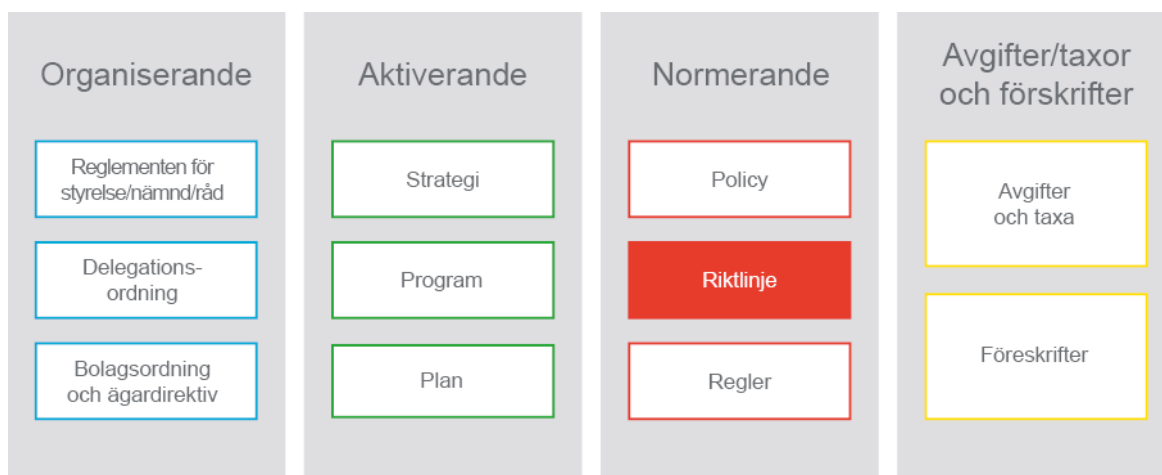 Organiserande
Reglementen för
styrelse/nämnd/råd
Delegations-
ordning
Bolagsordning
och ägardirektiv
Aktiverande
Strategi
Program
Plan
Normerande
Policy
Riktlinje
Regler
Avgifter/taxor
och förskrifter
Avgifter
och taxa
Föreskrifter